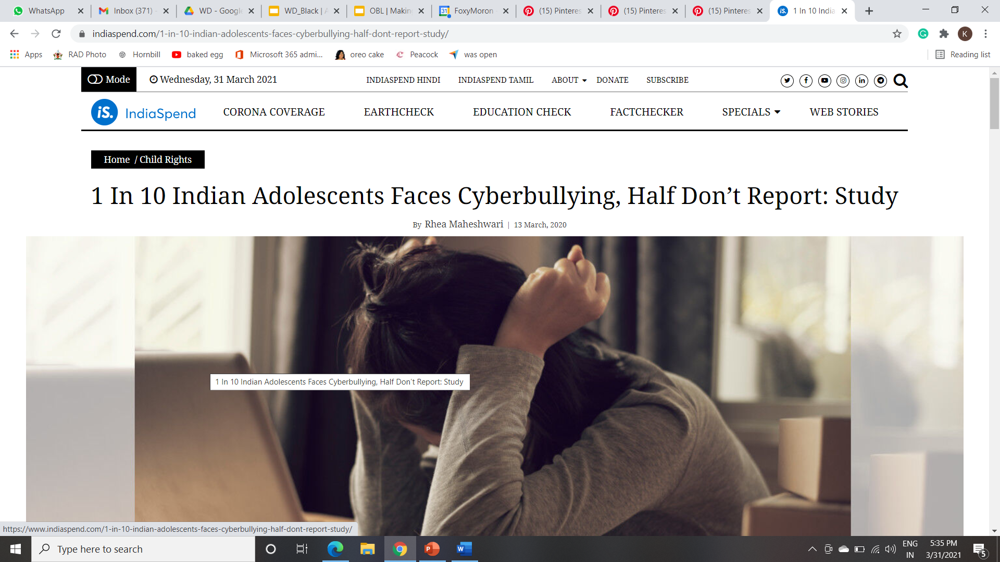 WhatsApp
Inbox (371) -
WD - Google
WD_Black | A
OBL | Making
FoxyMoron -
(15) Pinteres
(15) Pinteres
(15) Pinteres
1 In 10 India
indiaspend.com/1-in-10-indian-adolescents-faces-cyberbullying-half-dont-report-study/
K
Apps
RAD Photo
Hornbill
baked egg
Microsoft 365 admi...
oreo cake
Peacock
was open
Reading list
Mode
Wednesday, 31 March 2021
INDIASPEND HINDI
INDIASPEND TAMIL
ABOUT
DONATE
SUBSCRIBE
iS. IndiaSpend
CORONA COVERAGE
EARTHCHECK
EDUCATION CHECK
FACTCHECKER
SPECIALS
WEB STORIES
Home / Child Rights
1 In 10 Indian Adolescents Faces Cyberbullying, Half Don’t Report: Study
By Rhea Maheshwari | 13 March, 2020
1 In 10 Indian Adolescents Faces Cyberbullying, Half Don’t Report: Study
https://www.indiaspend.com/1-in-10-indian-adolescents-faces-cyberbullying-half-dont-report-study/
Type here to search
ENG
IN
5:35 PM
3/31/2021
5